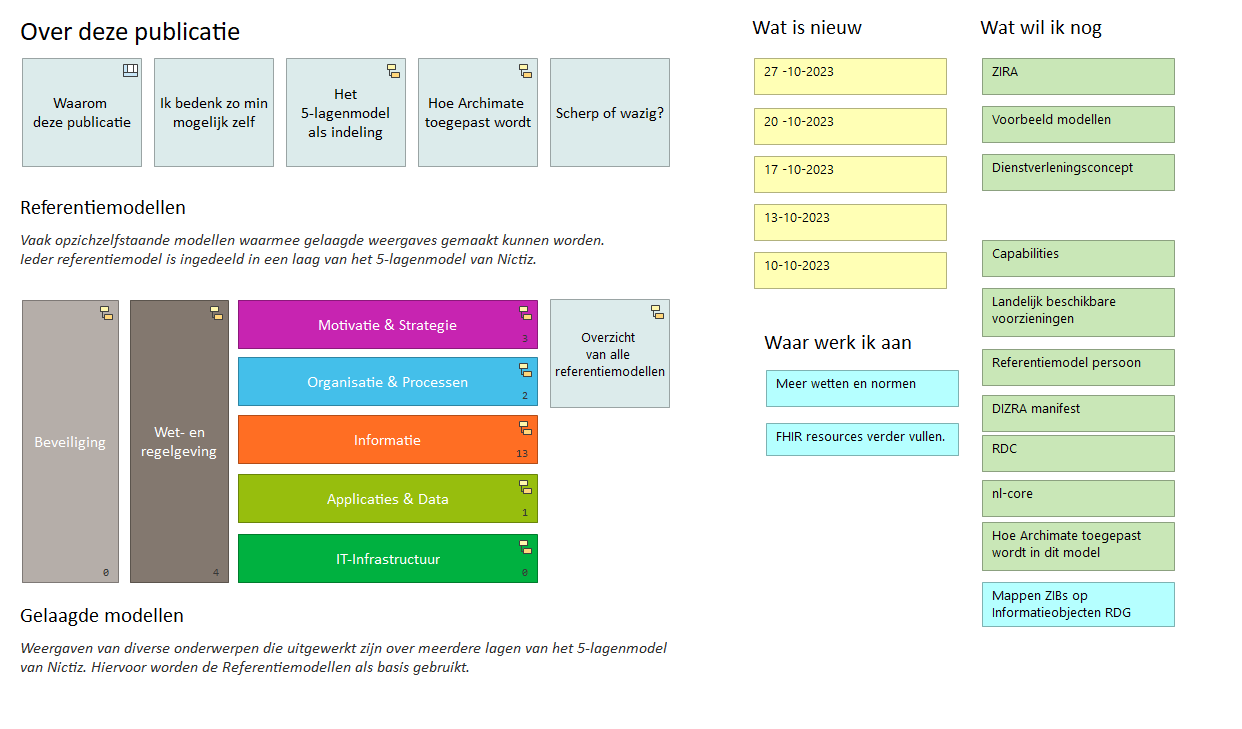 Over deze publicatie
Waarom
deze publicatie
Ik bedenk zo min
mogelijk zelf
Het
5-lagenmodel
als indeling
Hoe Archimate
toegepast wordt
Scherp of wazig?
Referentiemodellen
Vaak opzichzelfstaande modellen waarmee gelaagde weergaves gemaakt kunnen worden.
Ieder referentiemodel is ingedeeld in een laag van het 5-lagenmodel van Nictiz.
Beveiliging
0
Wet- en
regelgeving
4
Motivatie & Strategie
3
Organisatie & Processen
2
Informatie
13
Applicaties & Data
1
IT-Infrastructuur
0
Overzicht
van alle
referentiemodellen
Gelaagde modellen
Weergaven van diverse onderwerpen die uitgewerkt zijn over meerdere lagen van het 5-lagenmodel
van Nictiz. Hiervoor worden de Referentiemodellen als basis gebruikt.
Wat is nieuw
27 -10-2023
20 -10-2023
17 -10-2023
13-10-2023
10-10-2023
Waar werk ik aan
Meer wetten en normen
FHIR resources verder vullen.
Wat wil ik nog
ZIRA
Voorbeeld modellen
Dienstverleningsconcept
Capabilities
Landelijk beschikbare
voorzieningen
Referentiemodel persoon
DIZRA manifest
RDC
nl-core
Hoe Archimate toegepast
wordt in dit model
Mappen ZIBs op
Informatieobjecten RDG